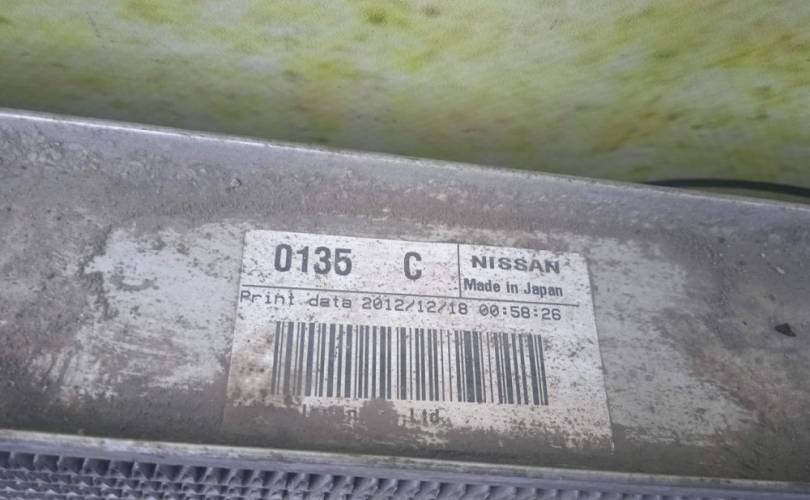 0135 C NISSAN
Made in Japan
Print data 2012/12/18 00:58:26
Ltd.